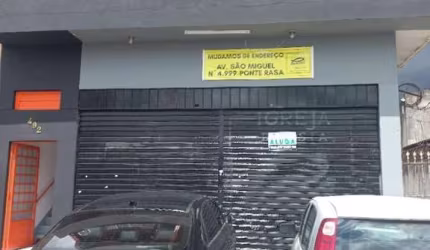 MUDAMOS DE ENDEREÇO
AV. SÃO MIGUEL
Nº 4.999 PONTE RASA
IGREJA
ALUGA